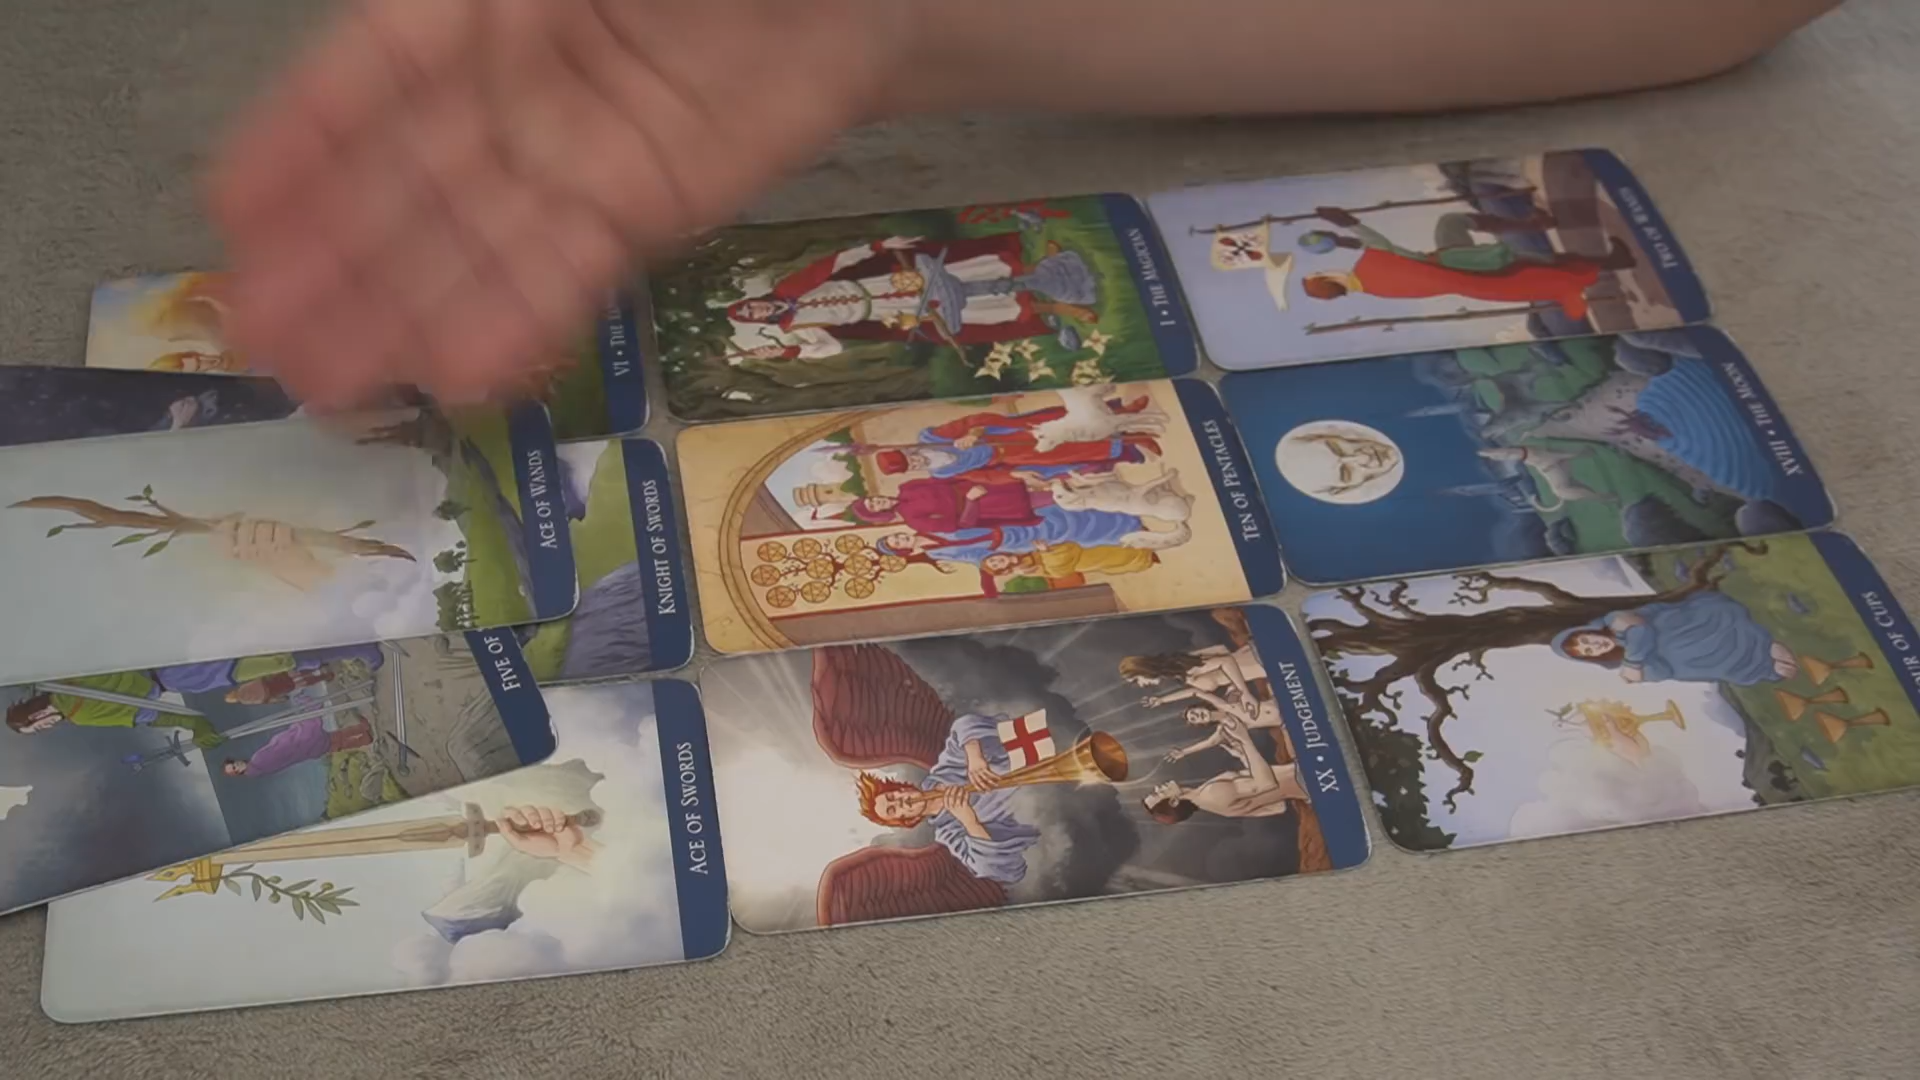 VI • THE
I • THE MAGICIAN
TWO OF WANDS
ACE OF WANDS
KNIGHT OF SWORDS
TEN OF PENTACLES
XVIII • THE MOON
FIVE OF
ACE OF SWORDS
XX • JUDGEMENT
OF CUPS